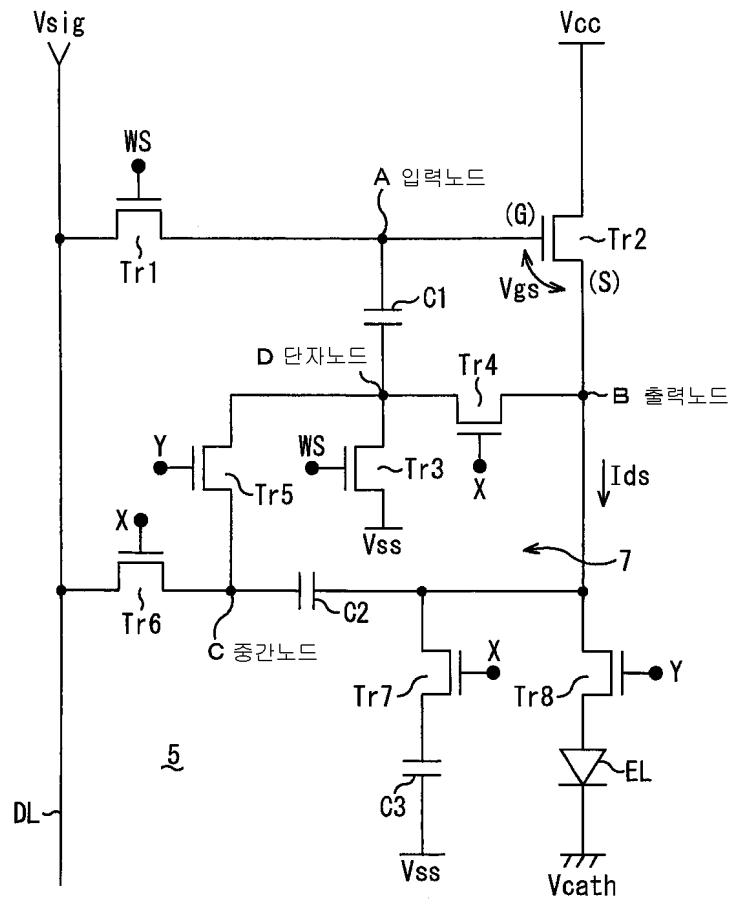 Vsig
Vcc
WS
A 입력노드
(G)
Tr1
Tr2
Vgs
(S)
C1
D 단자노드
Tr4
B 출력노드
Y
WS
Tr5
Tr3
X
Ids
X
Vss
7
Tr6
C2
C 중간노드
X
Tr7
Tr8
Y
5
EL
C3
DL
Vss
Vcath